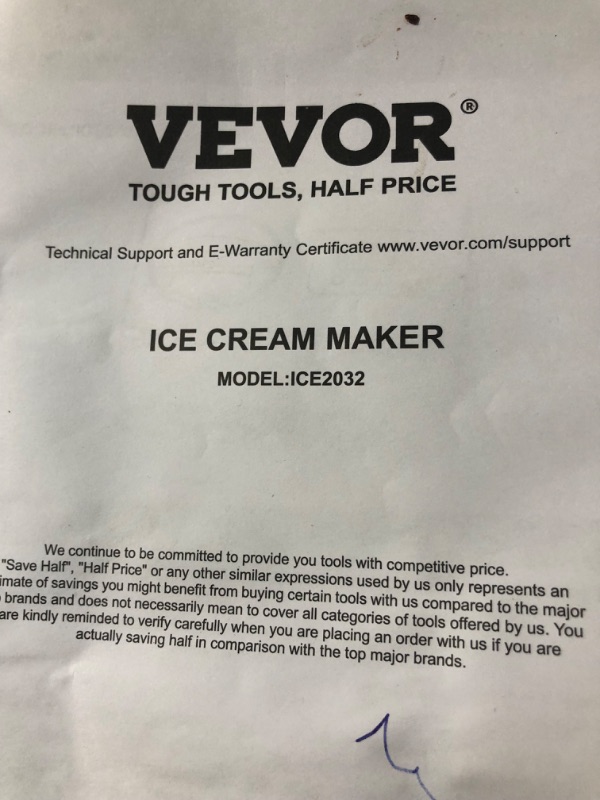 VEVOR®
TOUGH TOOLS, HALF PRICE
Technical Support and E-Warranty Certificate www.vevor.com/support
ICE CREAM MAKER
MODEL:ICE2032
We continue to be committed to provide you tools with competitive price.
"Save Half", "Half Price" or any other similar expressions used by us only represents an
imate of savings you might benefit from buying certain tools with us compared to the major
brands and does not necessarily mean to cover all categories of tools offered by us. You
are kindly reminded to verify carefully when you are placing an order with us if you are
actually saving half in comparison with the top major brands.